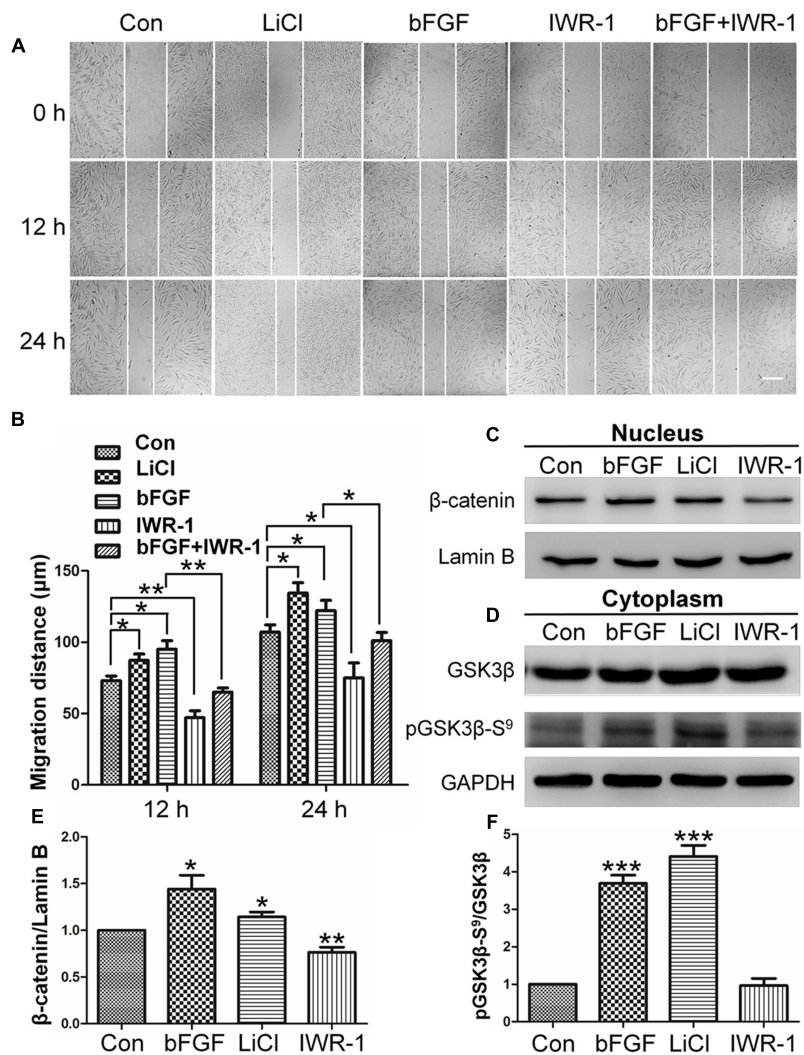 A
Con LiCl bFGF IWR-1 bFGF+IWR-1
0 h
12 h
24 h
B
Con
LiCl
bFGF
IWR-1
bFGF+IWR-1
Migration distance (µm)
150
100
50
0
** * * ** * * * *
12 h 24 h
C
Nucleus
Con bFGF LiCl IWR-1
β-catenin
Lamin B
D
Cytoplasm
Con bFGF LiCl IWR-1
GSK3β
pGSK3β-S⁹
GAPDH
E
β-catenin/Lamin B
2.0
1.5
1.0
0.5
0.0
* * **
Con bFGF LiCl IWR-1
F
pGSK3β-S⁹/GSK3β
5
4
3
2
1
0
*** ***
Con bFGF LiCl IWR-1